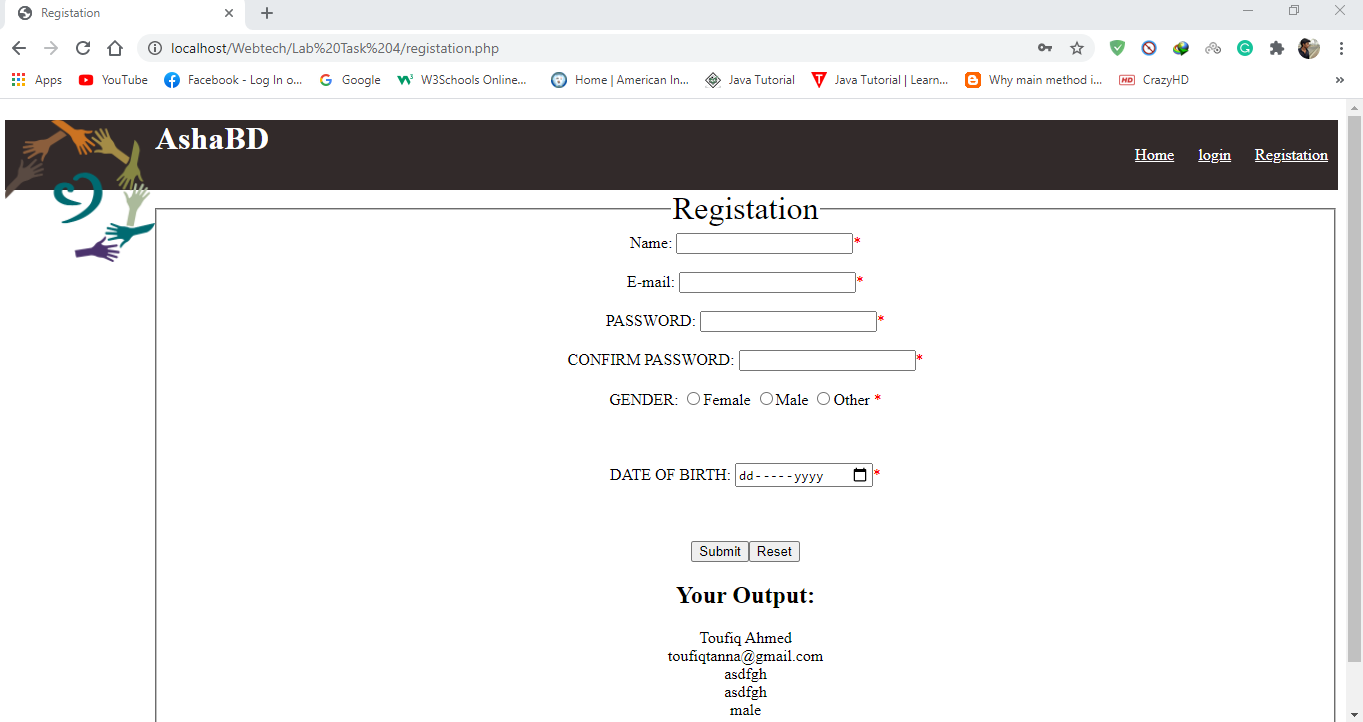 Registation
localhost/Webtech/Lab%20Task%204/registation.php
Apps YouTube Facebook - Log In o... Google W3Schools Online... Home | American In... Java Tutorial Java Tutorial | Learn... Why main method i... HD CrazyHD »
AshaBD
Home login Registation
Registation
Name: *
E-mail: *
PASSWORD: *
CONFIRM PASSWORD: *
GENDER: Female Male Other *
DATE OF BIRTH: dd-----yyyy *
Submit Reset
Your Output:
Toufiq Ahmed
toufiqtanna@gmail.com
asdfgh
asdfgh
male